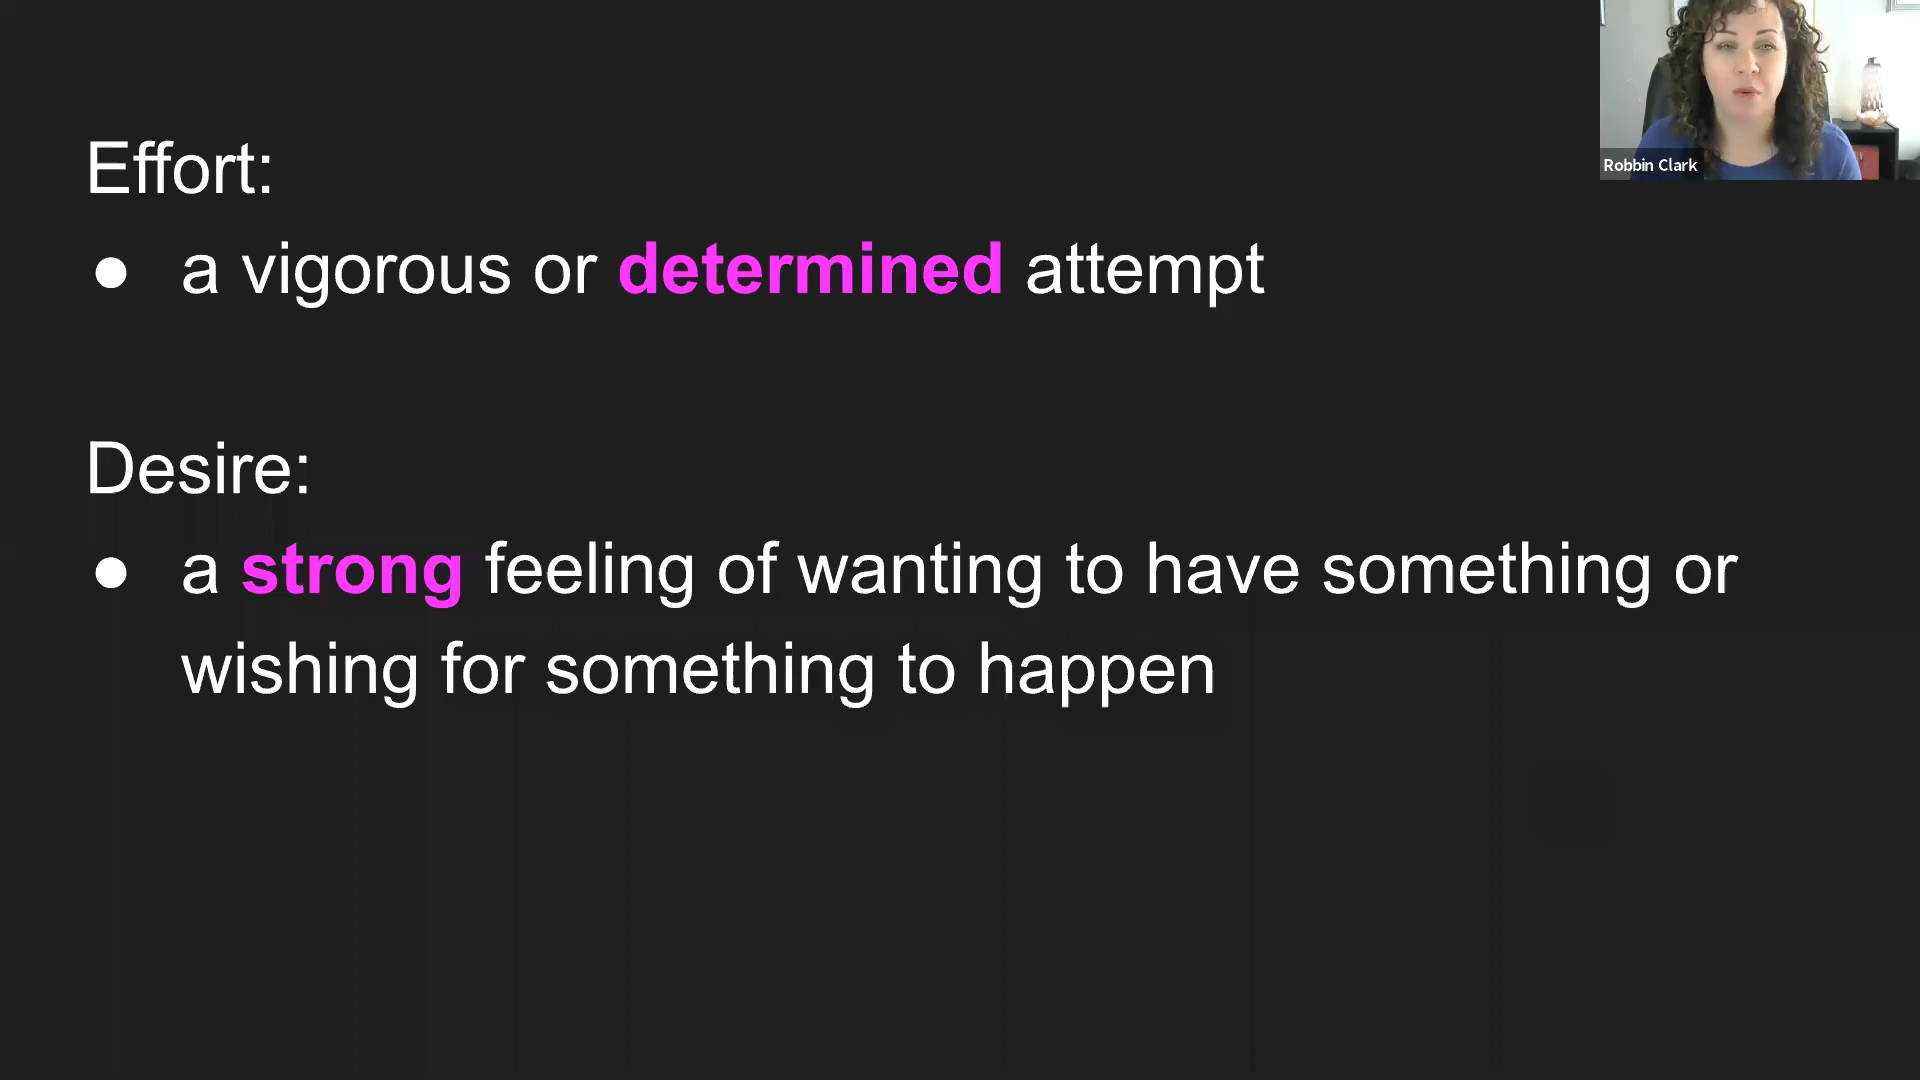 Effort:
● a vigorous or determined attempt
Desire:
● a strong feeling of wanting to have something or
wishing for something to happen
Robbin Clark